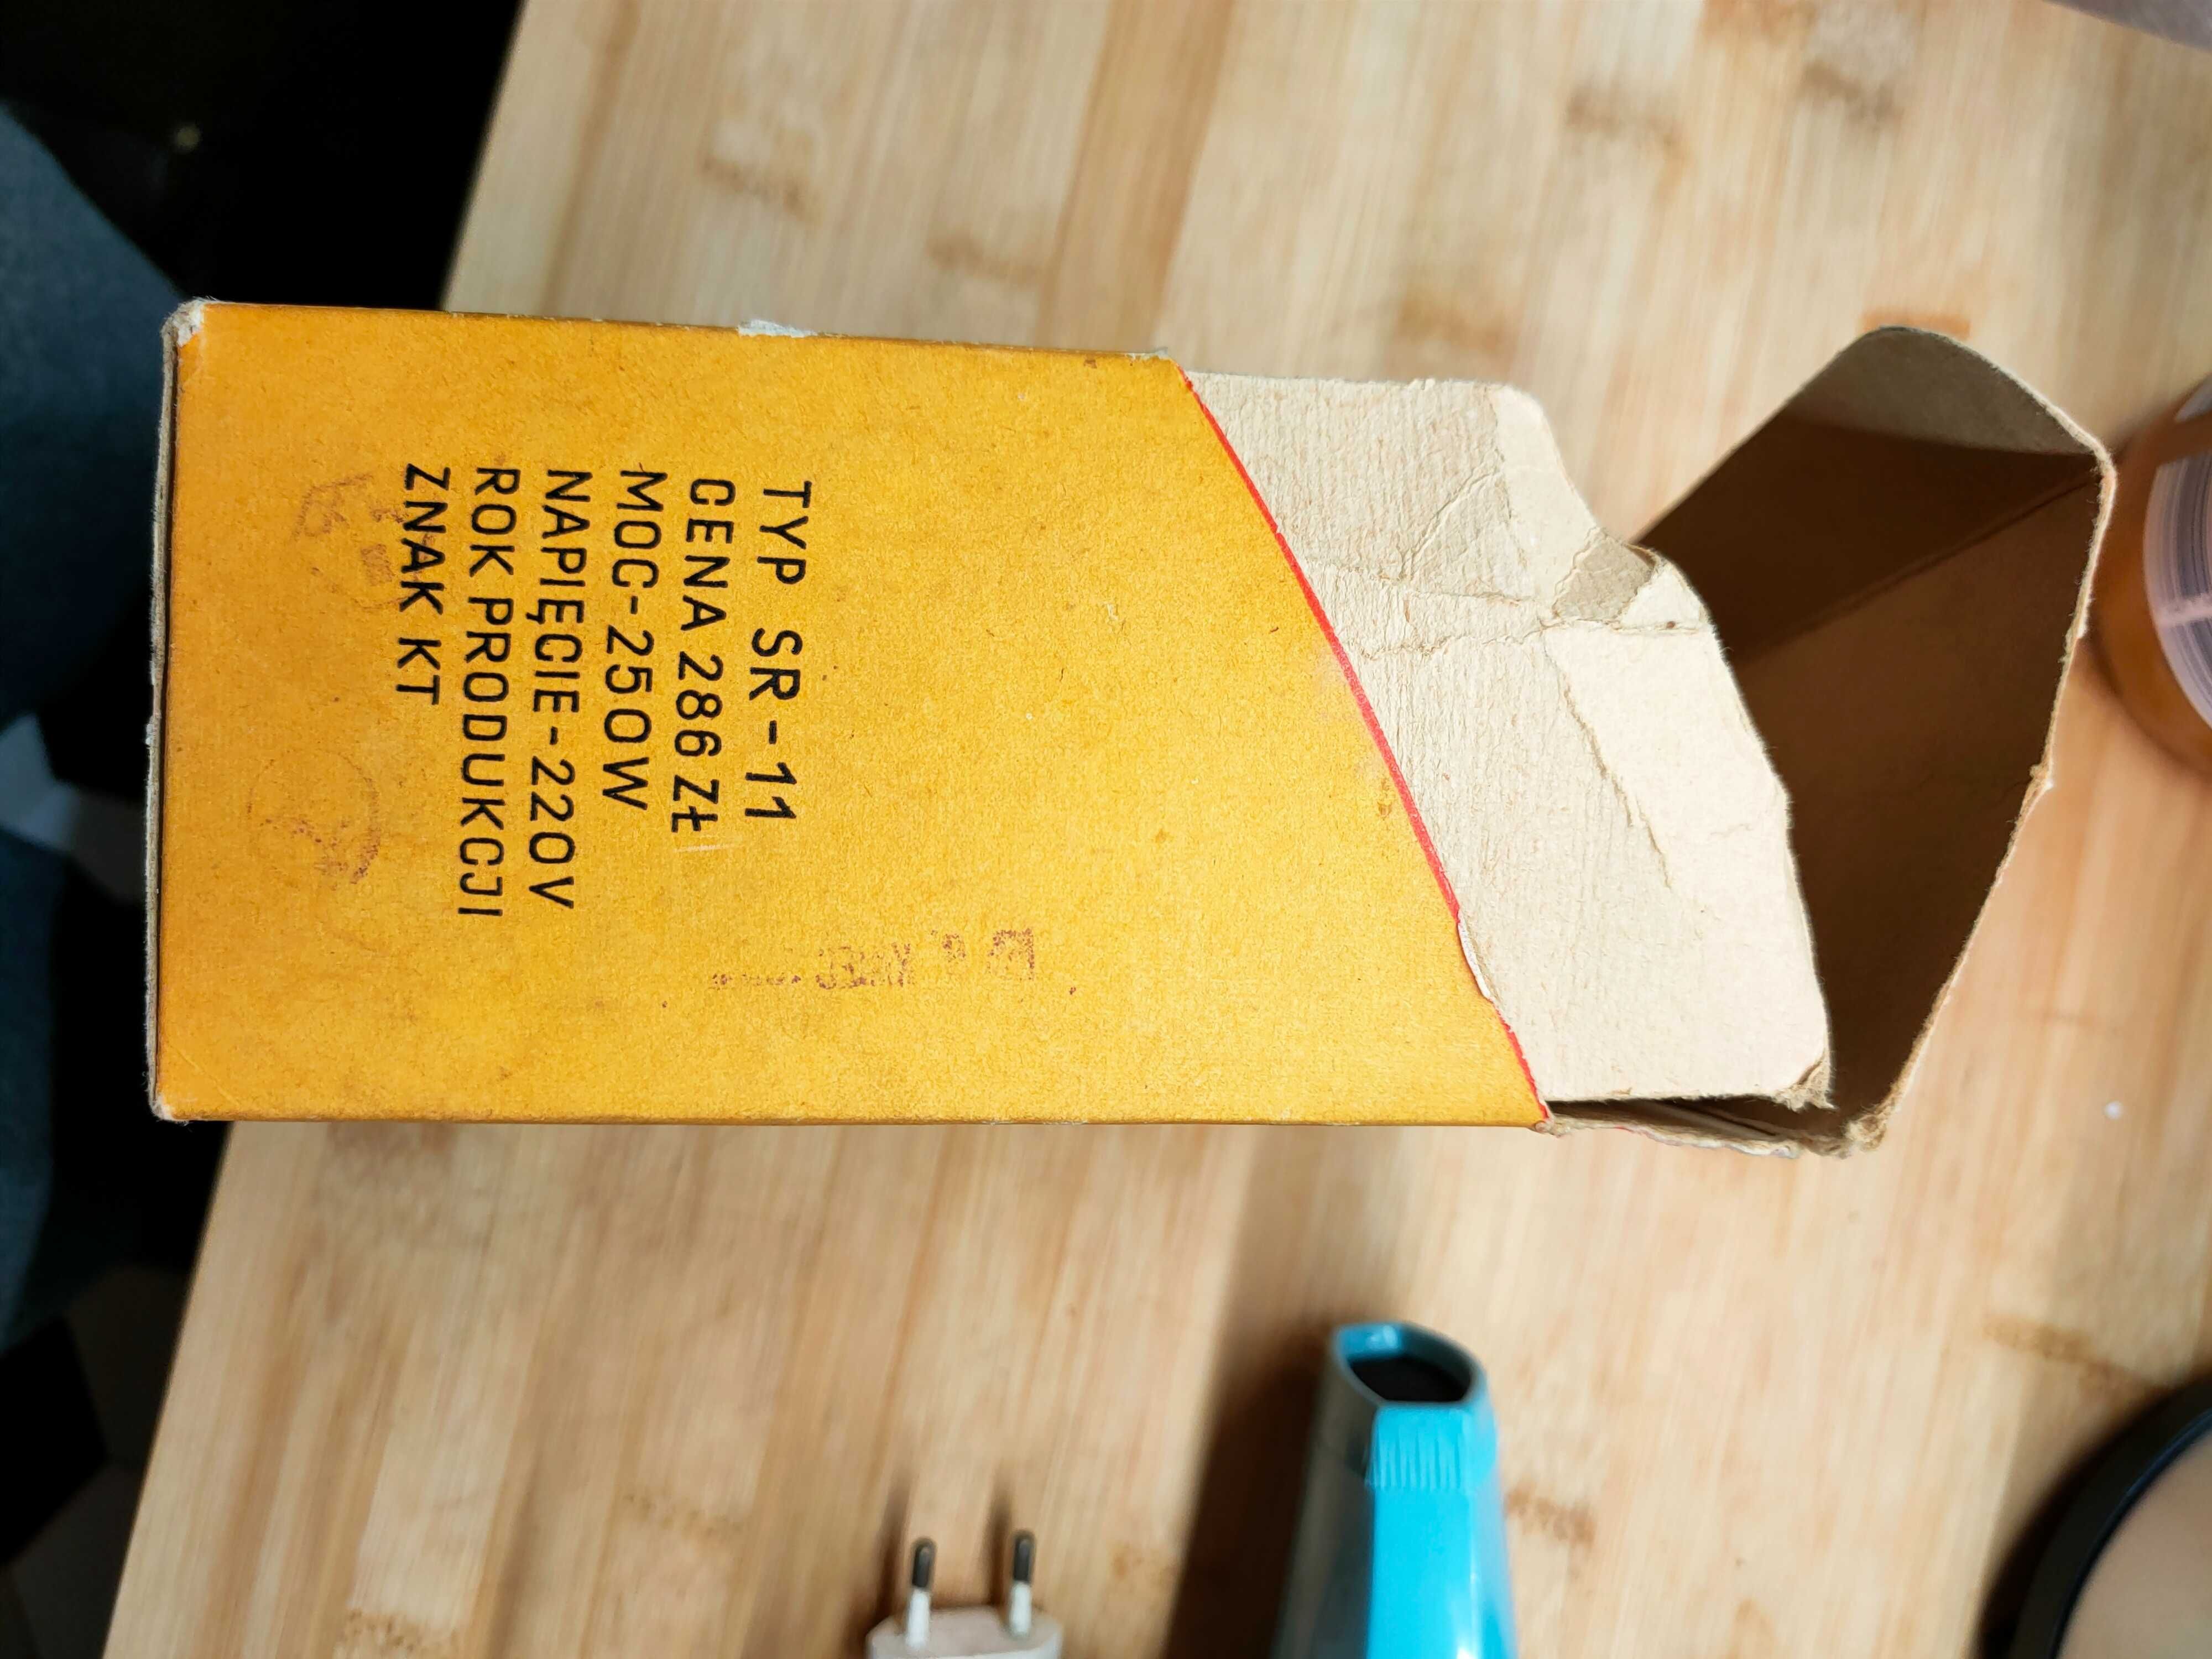 TYP SR-11
CENA 286 ZŁ
MOC-250W
NAPIĘCIE-220V
ROK PRODUKCJI
ZNAK KT